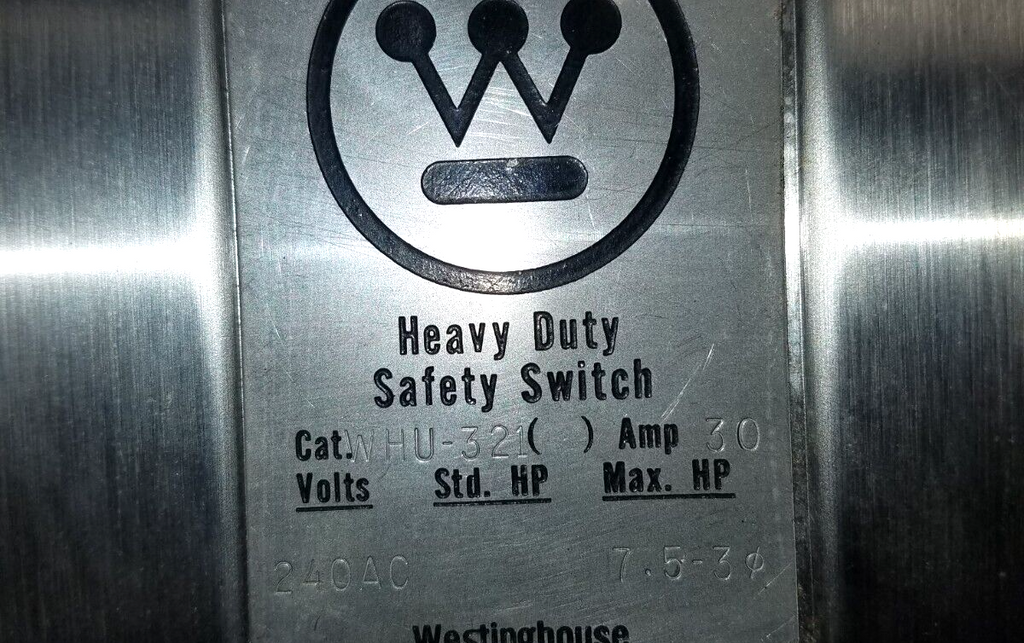 W
Heavy Duty
Safety Switch
Cat. WHU-321( ) Amp 30
Volts Std. HP Max. HP
240AC 7.5-3φ
Westinghouse